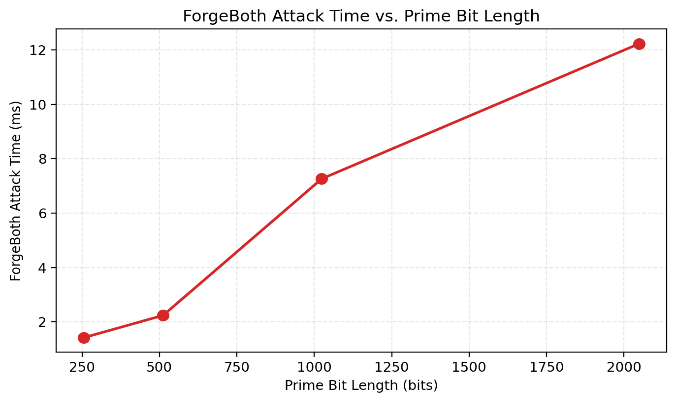 ForgeBoth Attack Time vs. Prime Bit Length
ForgeBoth Attack Time (ms)
12
10
8
6
4
2
250 500 750 1000 1250 1500 1750 2000
Prime Bit Length (bits)